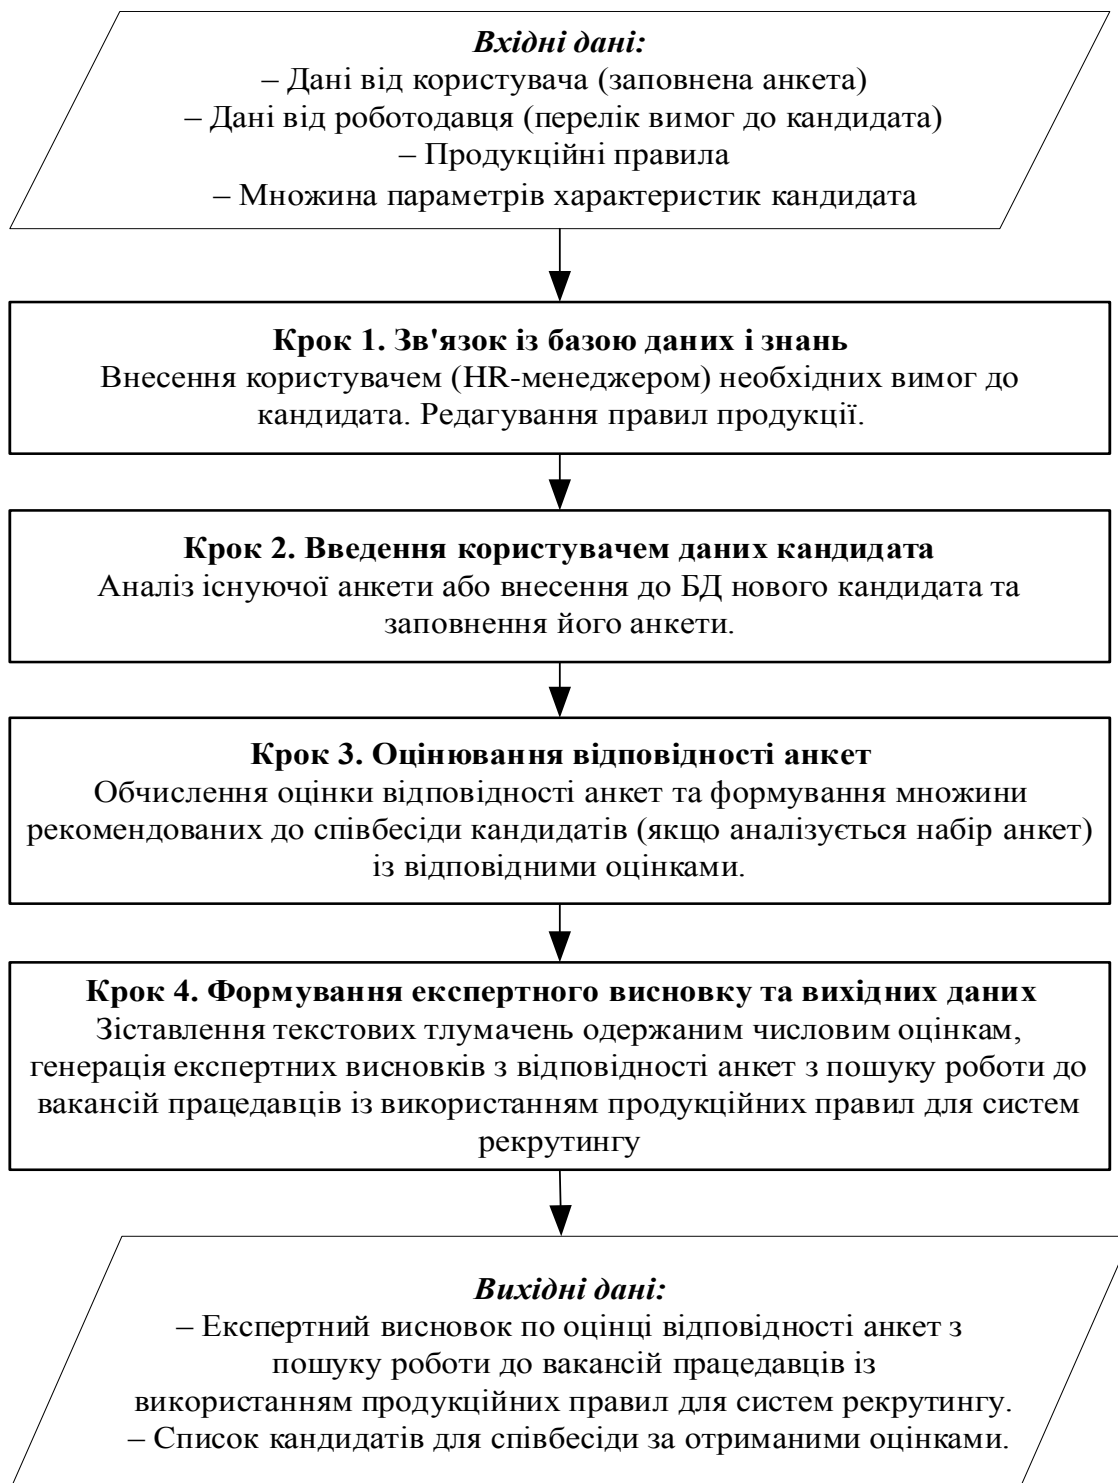 Вхідні дані:
– Дані від користувача (заповнена анкета)
– Дані від роботодавця (перелік вимог до кандидата)
– Продукційні правила
– Множина параметрів характеристик кандидата
Крок 1. Зв'язок із базою даних і знань
Внесення користувачем (HR-менеджером) необхідних вимог до
кандидата. Редагування правил продукції.
Крок 2. Введення користувачем даних кандидата
Аналіз існуючої анкети або внесення до БД нового кандидата та
заповнення його анкети.
Крок 3. Оцінювання відповідності анкет
Обчислення оцінки відповідності анкет та формування множини
рекомендованих до співбесіди кандидатів (якщо аналізується набір анкет)
із відповідними оцінками.
Крок 4. Формування експертного висновку та вихідних даних
Зіставлення текстових тлумачень одержаним числовим оцінкам,
генерація експертних висновків з відповідності анкет з пошуку роботи до
вакансій працедавців із використанням продукційних правил для систем
рекрутингу
Вихідні дані:
– Експертний висновок по оцінці відповідності анкет з
пошуку роботи до вакансій працедавців із
використанням продукційних правил для систем рекрутингу.
– Список кандидатів для співбесіди за отриманими оцінками.